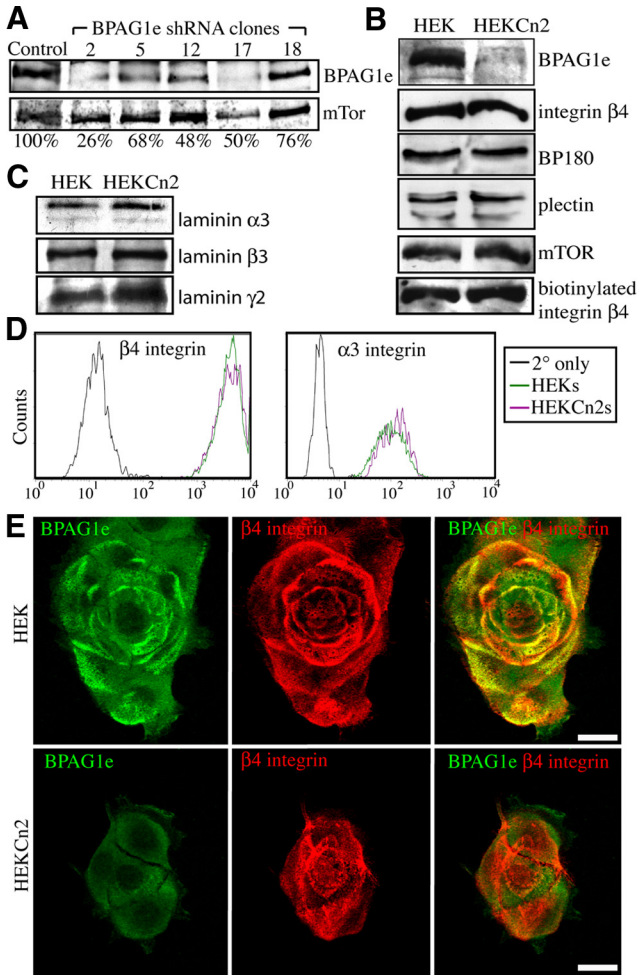 A
BPAG1e shRNA clones
Control 2 5 12 17 18
BPAG1e
mTor
100% 26% 68% 48% 50% 76%
B
HEK HEKCn2
BPAG1e
integrin β4
BP180
plectin
mTOR
biotinylated
integrin β4
C
HEK HEKCn2
laminin α3
laminin β3
laminin γ2
D
Counts
β4 integrin
10^0 10^1 10^2 10^3 10^4
α3 integrin
10^0 10^1 10^2 10^3 10^4
2° only
HEKs
HEKCn2s
E
HEK
BPAG1e
β4 integrin
BPAG1e β4 integrin
HEKCn2
BPAG1e
β4 integrin
BPAG1e β4 integrin